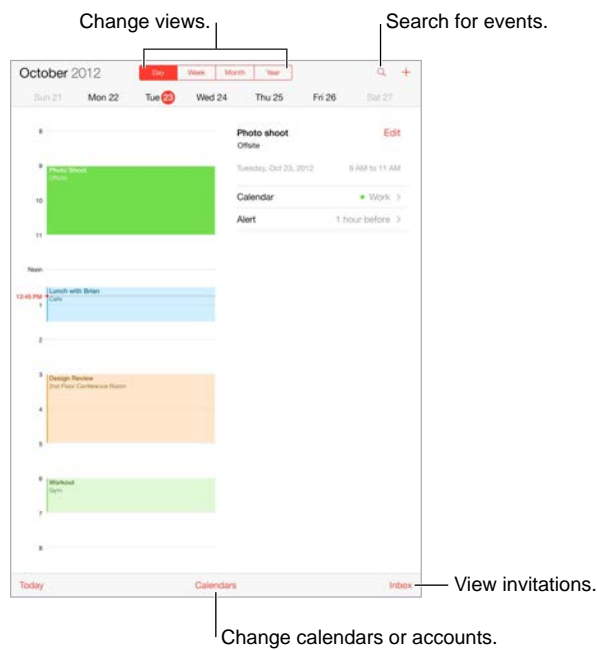 Change views.
Search for events.
October 2012
Day Week Month Year
+
Sun 21 Mon 22 Tue 23 Wed 24 Thu 25 Fri 26 Sat 27
8
Photo shoot Edit
Offsite
Tuesday, Oct 23, 2012 9 AM to 11 AM
Calendar Work >
Alert 1 hour before >
9
Photo Shoot
Offsite
10
11
Noon
Lunch with Brian
12:45 PM
Cafe
1
2
3
Design Review
2nd Floor Conference Room
4
5
6
Workout
Gym
7
8
Today Calendars Inbox
View invitations.
Change calendars or accounts.